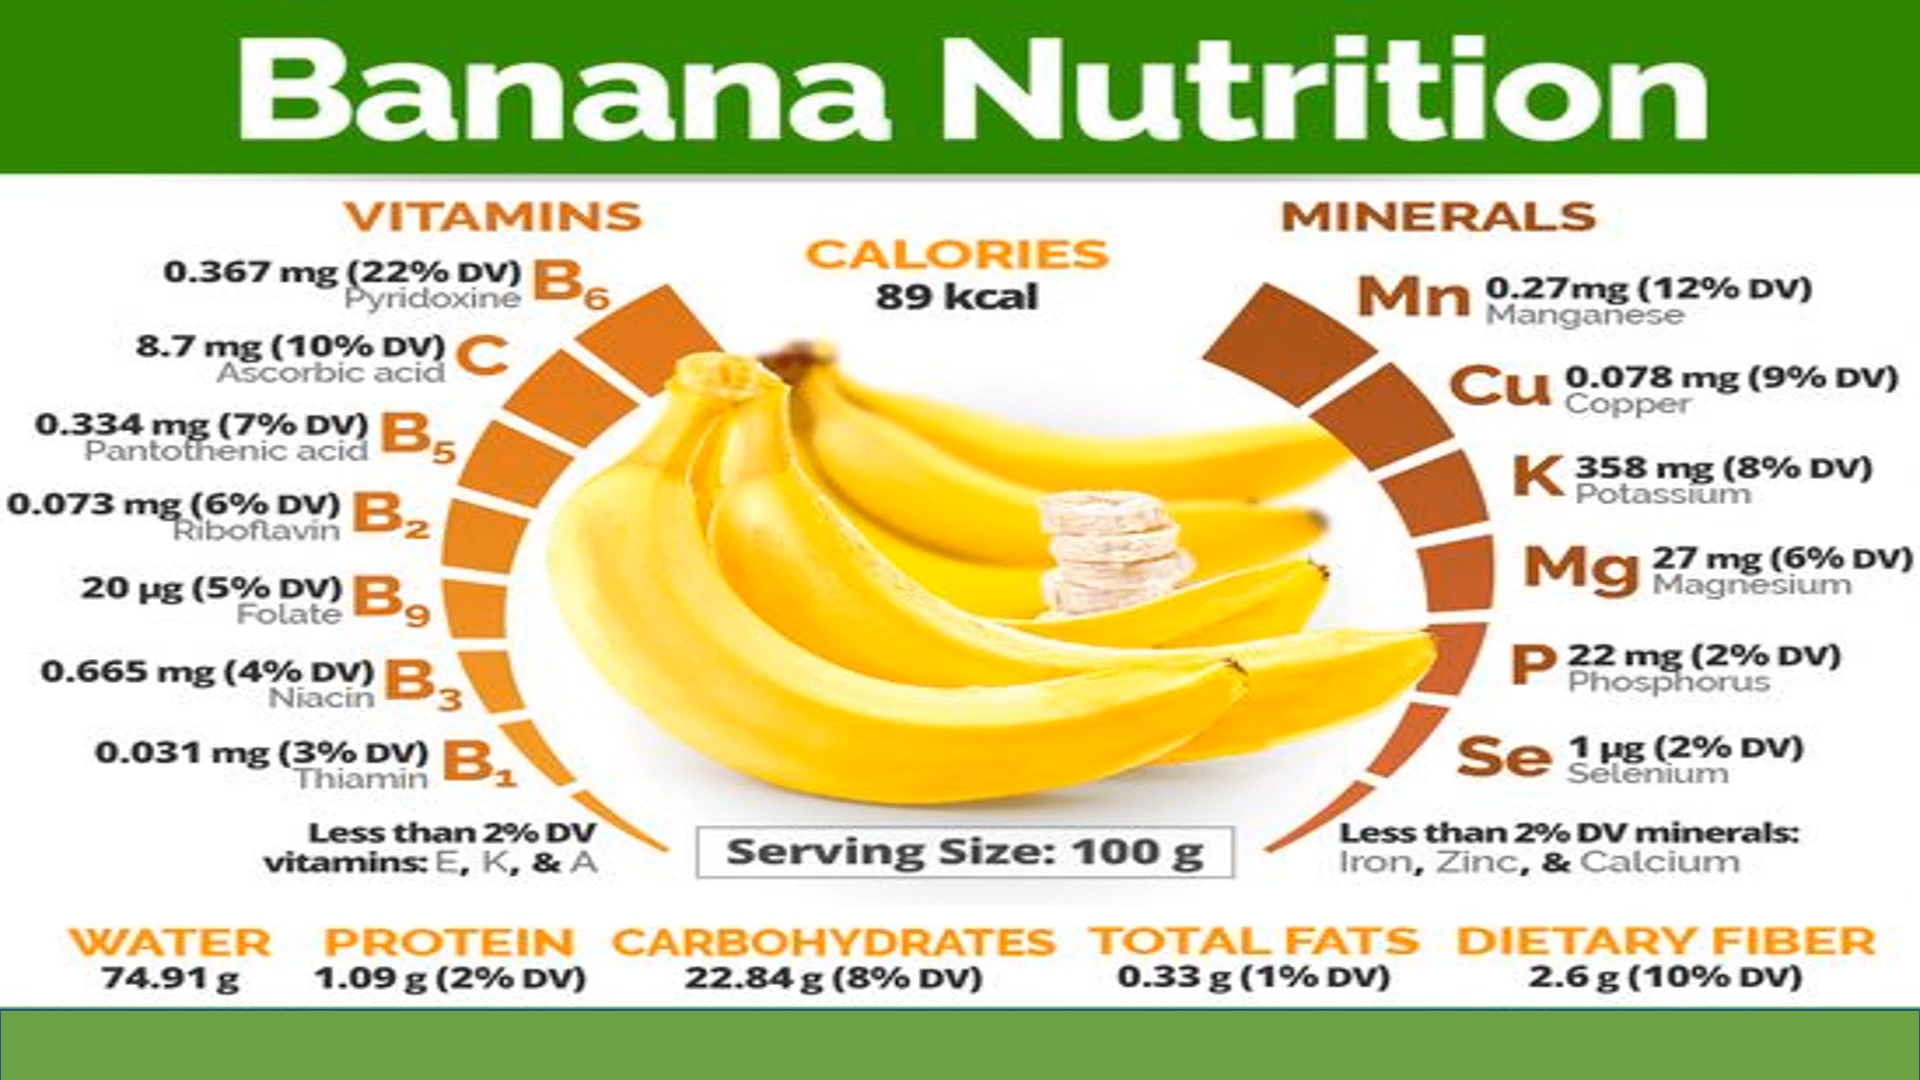 Banana Nutrition
VITAMINS
0.367 mg (22% DV) B6
Pyridoxine
8.7 mg (10% DV) C
Ascorbic acid
0.334 mg (7% DV) B5
Pantothenic acid
0.073 mg (6% DV) B2
Riboflavin
20 µg (5% DV) B9
Folate
0.665 mg (4% DV) B3
Niacin
0.031 mg (3% DV) B1
Thiamin
Less than 2% DV
vitamins: E, K, & A
CALORIES
89 kcal
Serving Size: 100 g
MINERALS
Mn 0.27mg (12% DV)
Manganese
Cu 0.078 mg (9% DV)
Copper
K 358 mg (8% DV)
Potassium
Mg 27 mg (6% DV)
Magnesium
P 22 mg (2% DV)
Phosphorus
Se 1 µg (2% DV)
Selenium
Less than 2% DV minerals:
Iron, Zinc, & Calcium
WATER
74.91 g
PROTEIN
1.09 g (2% DV)
CARBOHYDRATES
22.84 g (8% DV)
TOTAL FATS
0.33 g (1% DV)
DIETARY FIBER
2.6 g (10% DV)